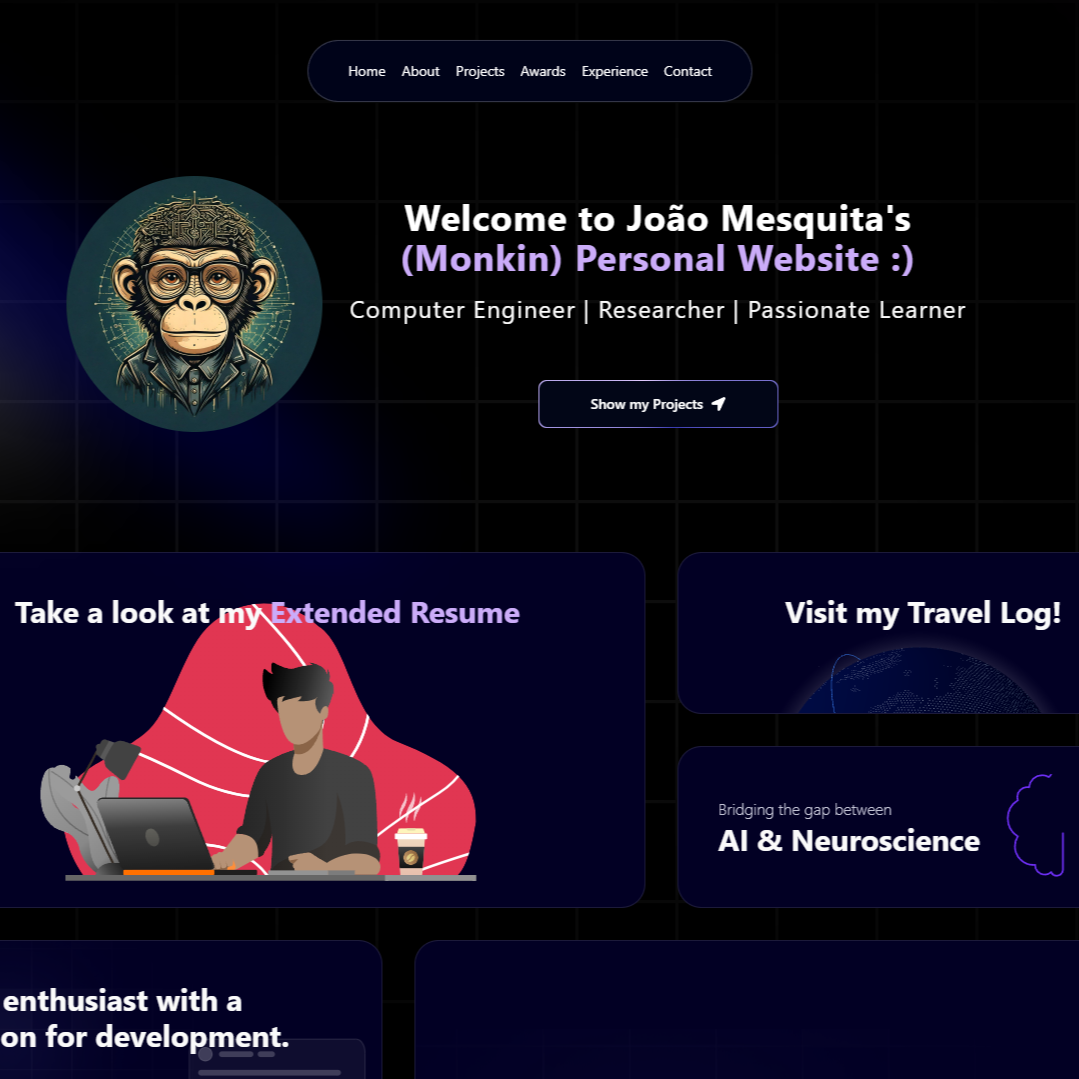 Home About Projects Awards Experience Contact
Welcome to João Mesquita's
(Monkin) Personal Website :)
Computer Engineer | Researcher | Passionate Learner
Show my Projects
Take a look at my Extended Resume
Visit my Travel Log!
Bridging the gap between
AI & Neuroscience
enthusiast with a
on for development.